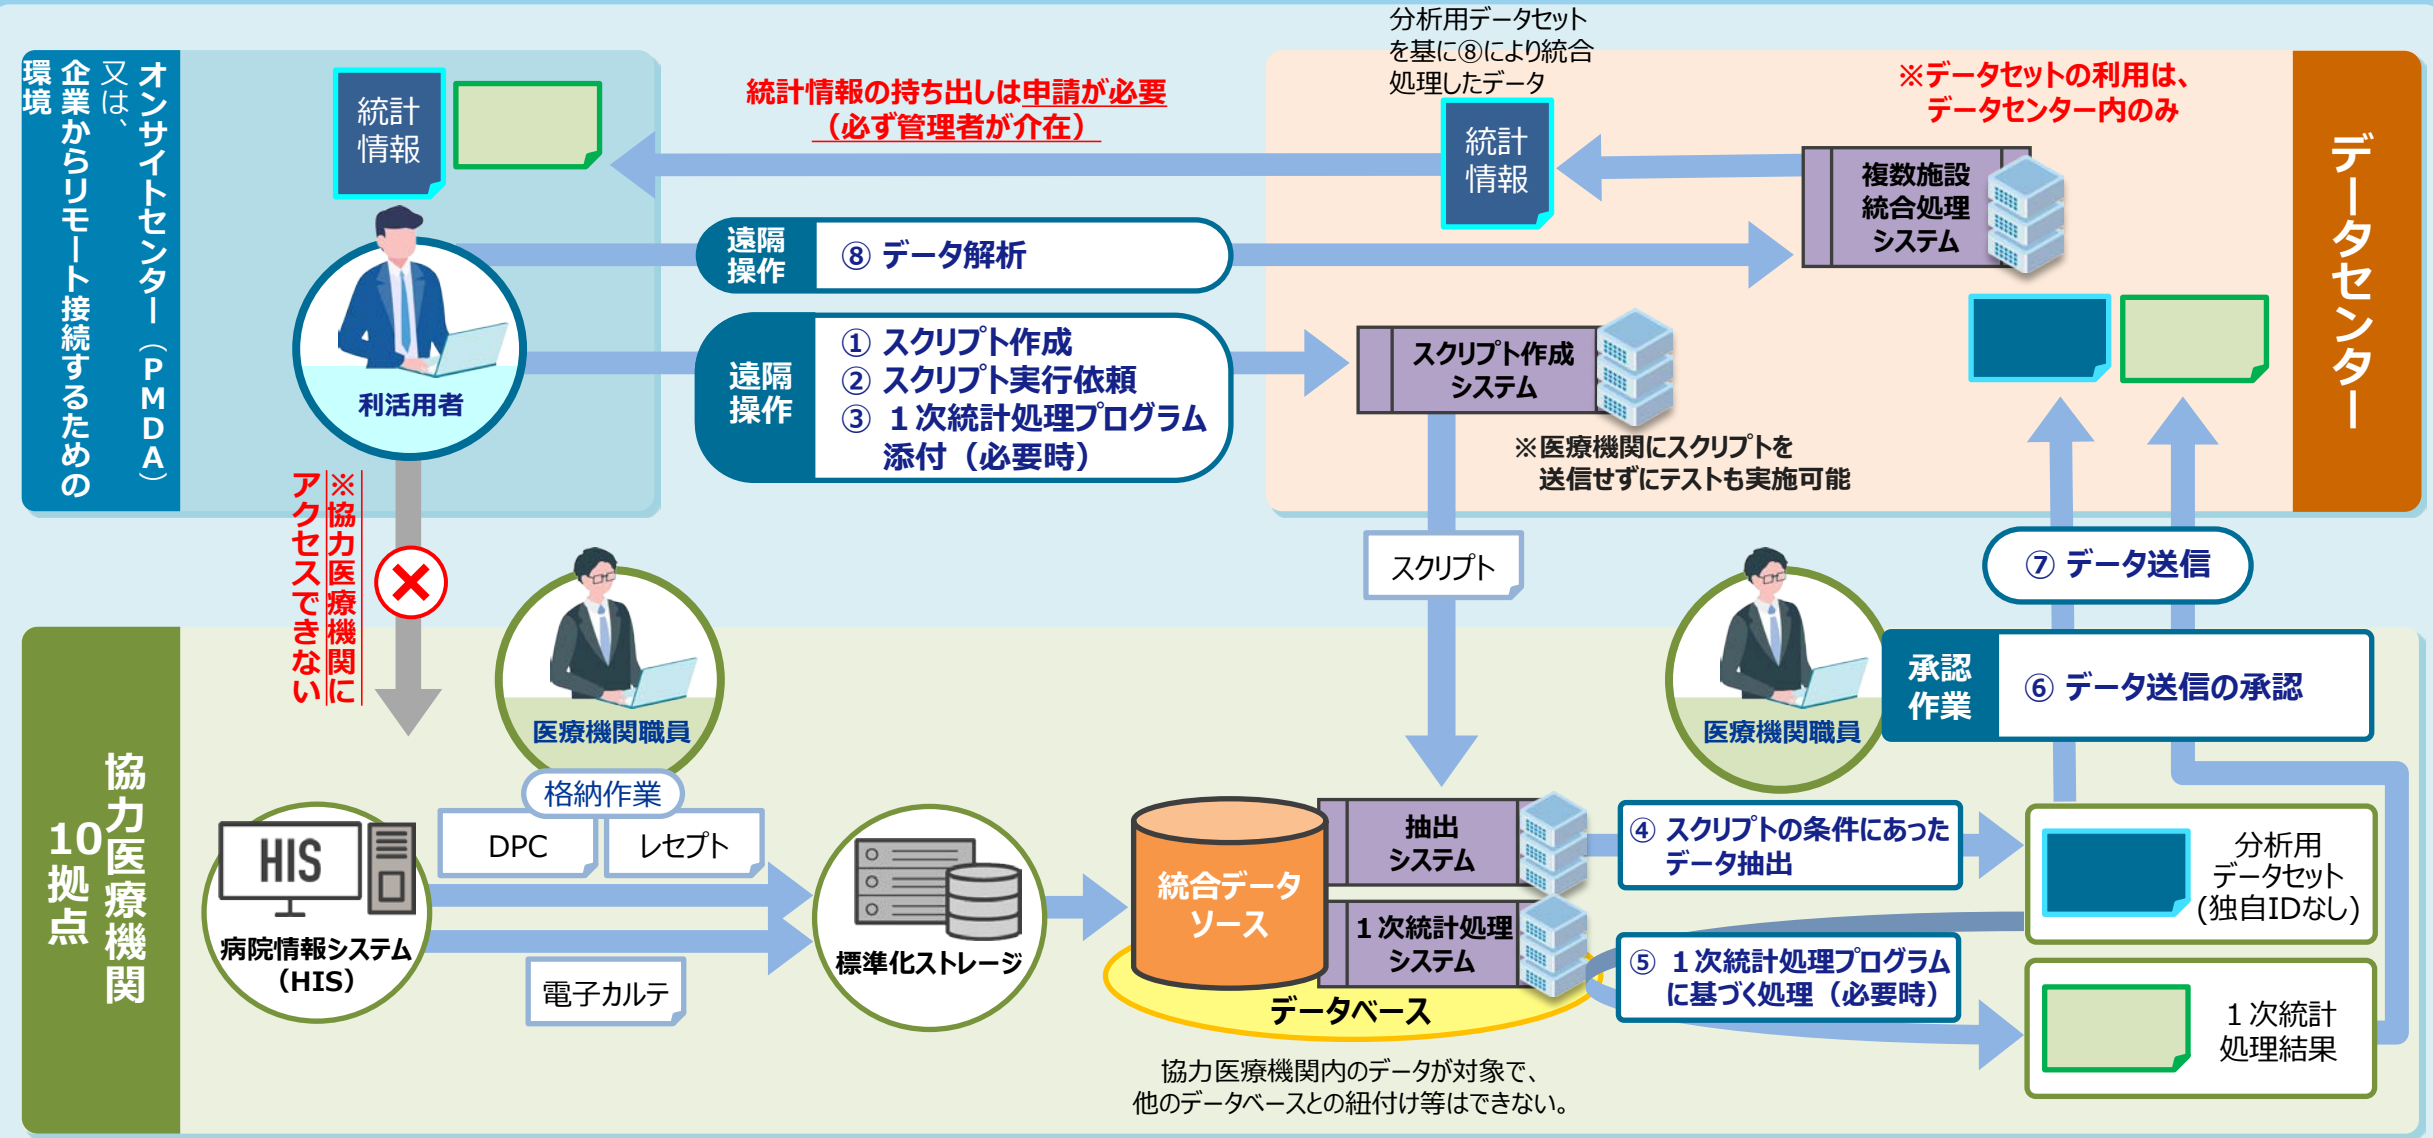 オンサイトセンター（PMDA）
又は、
企業からリモート接続するための
環境
統計
情報
利活用者
統計情報の持ち出しは申請が必要
（必ず管理者が介在）
分析用データセット
を基に⑧により統合
処理したデータ
統計
情報
※データセットの利用は、
データセンター内のみ
複数施設
統合処理
システム
データセンター
遠隔
操作
⑧ データ解析
遠隔
操作
① スクリプト作成
② スクリプト実行依頼
③ １次統計処理プログラム
添付（必要時）
スクリプト作成
システム
※医療機関にスクリプトを
送信せずにテストも実施可能
※協力医療機関に
アクセスできない
スクリプト
⑦ データ送信
承認
作業
⑥ データ送信の承認
医療機関職員
医療機関職員
協力医療機関
10拠点
格納作業
DPC
レセプト
HIS
病院情報システム
（HIS）
電子カルテ
標準化ストレージ
統合データ
ソース
抽出
システム
１次統計処理
システム
データベース
④ スクリプトの条件にあった
データ抽出
⑤ １次統計処理プログラム
に基づく処理（必要時）
分析用
データセット
(独自IDなし)
１次統計
処理結果
協力医療機関内のデータが対象で、
他のデータベースとの紐付け等はできない。